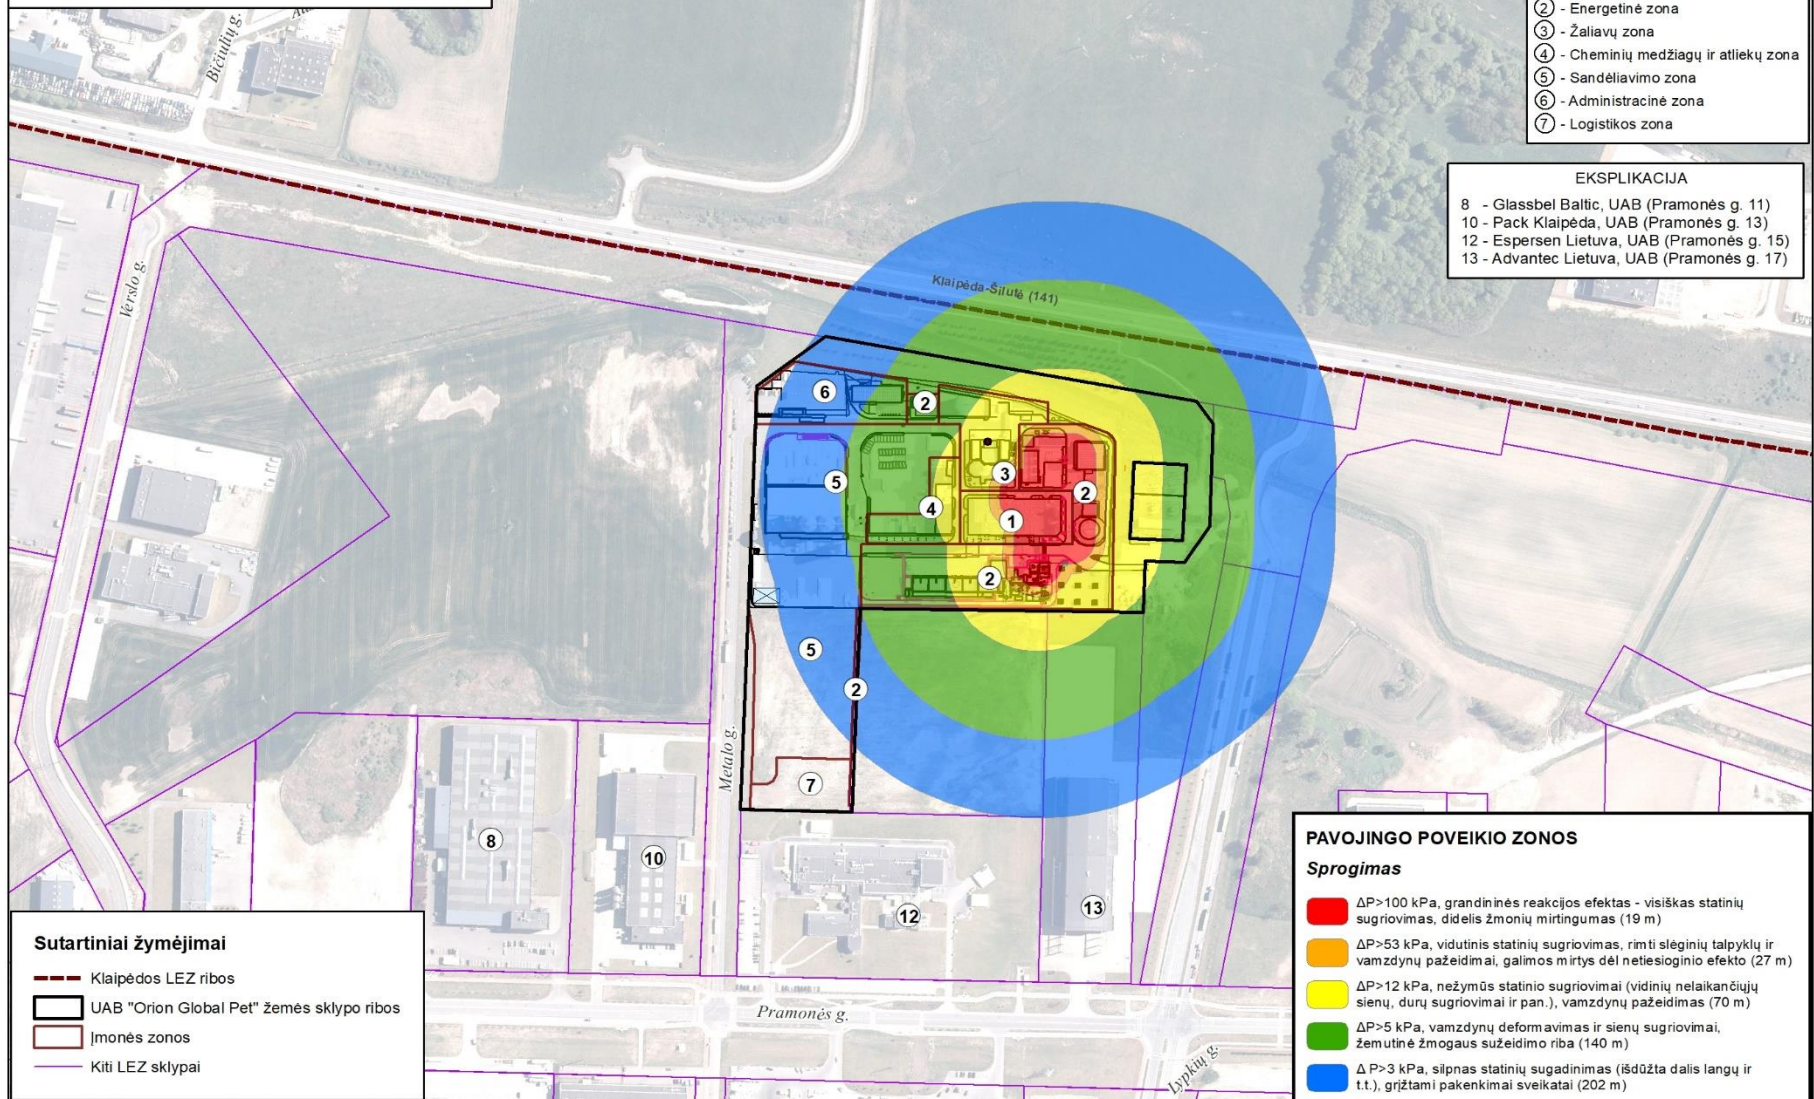 ② - Energetinė zona
③ - Žaliavų zona
④ - Cheminių medžiagų ir atliekų zona
⑤ - Sandėliavimo zona
⑥ - Administracinė zona
⑦ - Logistikos zona
EKSPLIKACIJA
8 - Glassbel Baltic, UAB (Pramonės g. 11)
10 - Pack Klaipėda, UAB (Pramonės g. 13)
12 - Espersen Lietuva, UAB (Pramonės g. 15)
13 - Advantec Lietuva, UAB (Pramonės g. 17)
Bičiulių g.
Verslo g.
Klaipėda-Šilutė (141)
6
2
3
5
2
4
1
2
5
2
Metalo g.
7
8
10
12
13
Pramonės g.
Lypkių g.
Sutartiniai žymėjimai
Klaipėdos LEZ ribos
UAB "Orion Global Pet" žemės sklypo ribos
Įmonės zonos
Kiti LEZ sklypai
PAVOJINGO POVEIKIO ZONOS
Sprogimas
ΔP>100 kPa, grandininės reakcijos efektas - visiškas statinių
sugriovimas, didelis žmonių mirtingumas (19 m)
ΔP>53 kPa, vidutinis statinių sugriovimas, rimti slėginių talpyklų ir
vamzdynų pažeidimai, galimos mirtys dėl netiesioginio efekto (27 m)
ΔP>12 kPa, nežymūs statinio sugriovimai (vidinių nelaikančiųjų
sienų, durų sugriovimai ir pan.), vamzdynų pažeidimas (70 m)
ΔP>5 kPa, vamzdynų deformavimas ir sienų sugriovimai,
žemutinė žmogaus sužeidimo riba (140 m)
Δ P>3 kPa, silpnas statinių sugadinimas (išdūžta dalis langų ir
t.t.), grįžtami pakenkimai sveikatai (202 m)